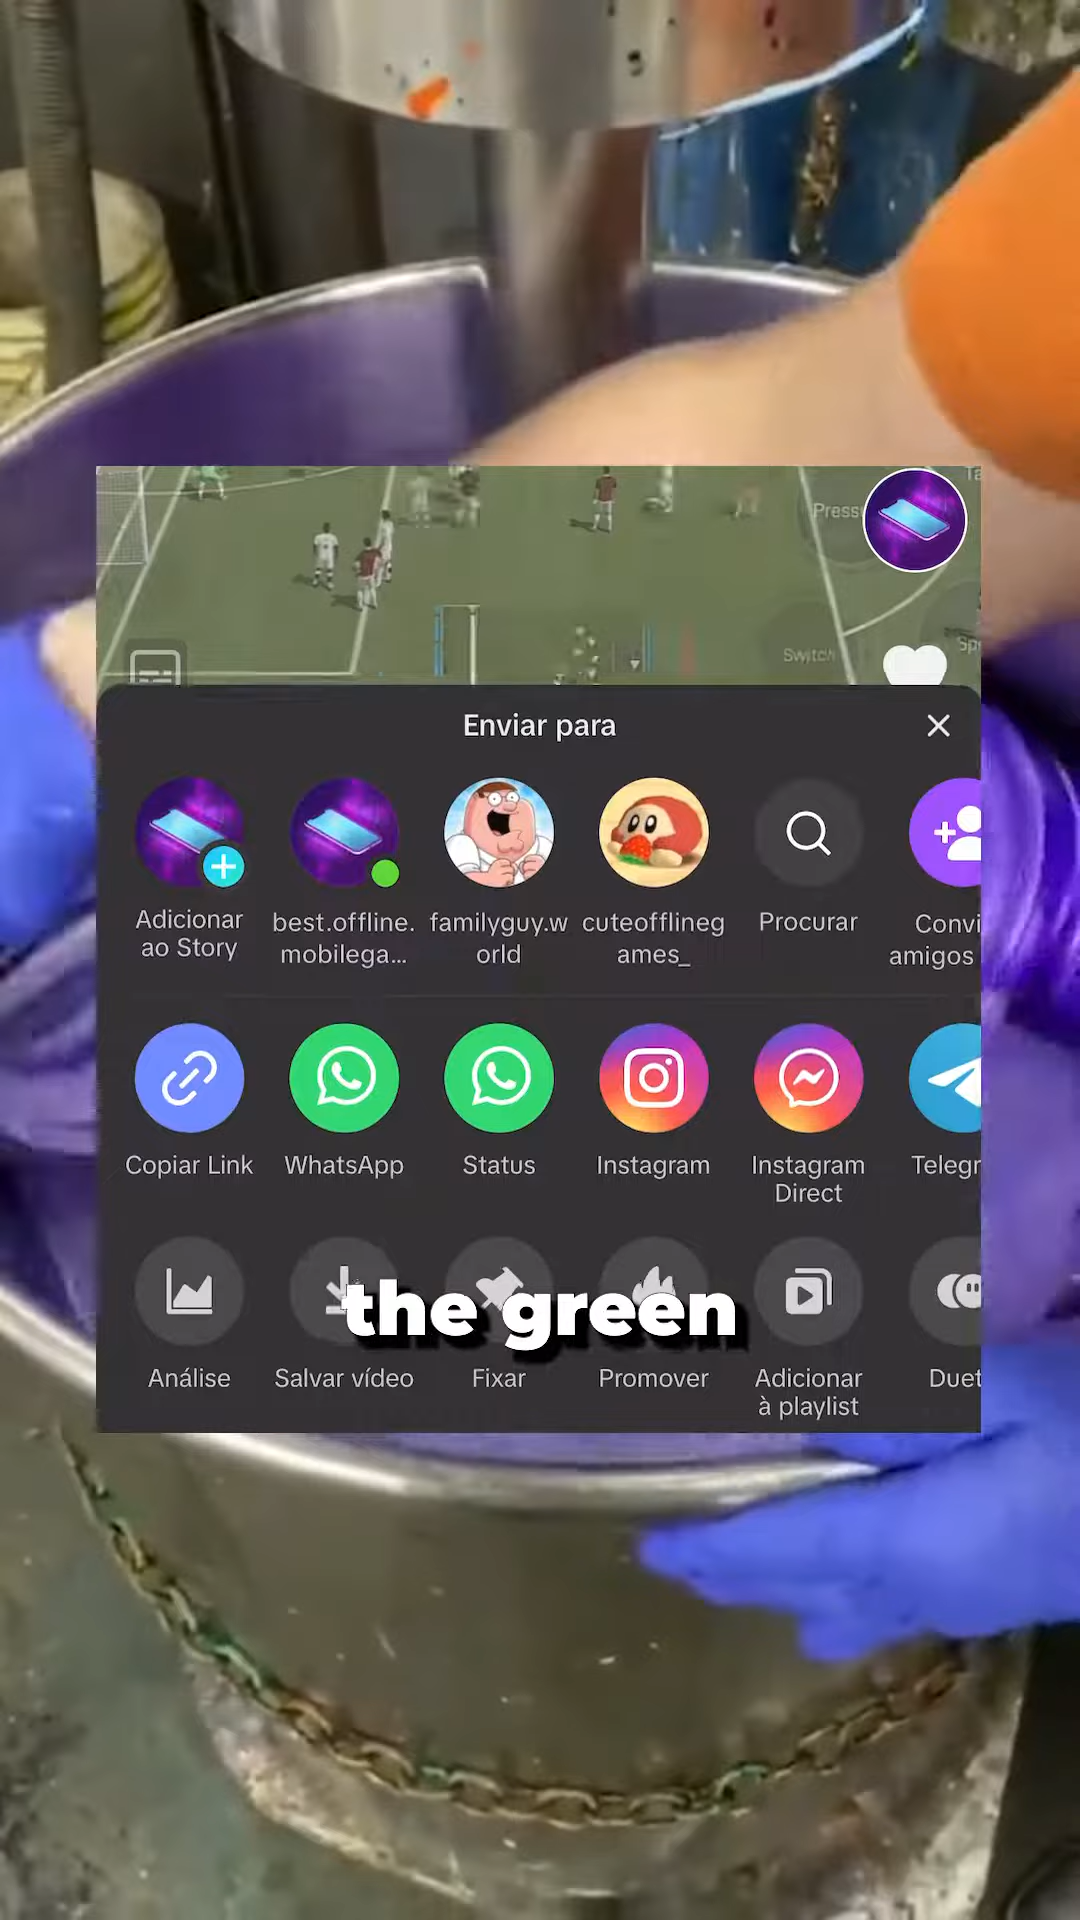 Press
Switch
Sp
Enviar para
Adicionar
ao Story
best.offline.
mobilega...
familyguy.w
orld
cuteofflineg
ames_
Procurar
Convi
amigos
Copiar Link
WhatsApp
Status
Instagram
Instagram
Direct
Telegr
the green
Análise
Salvar vídeo
Fixar
Promover
Adicionar
à playlist
Duet